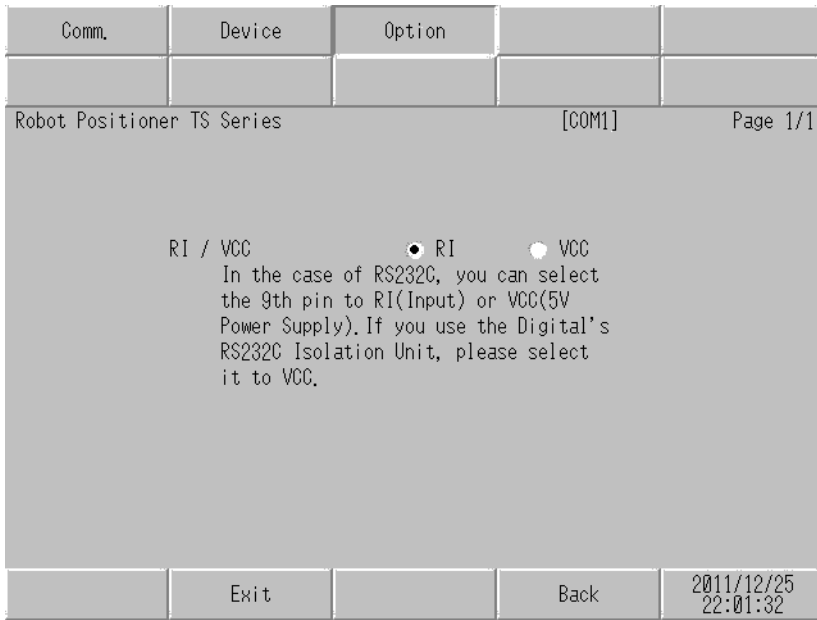 Comm. Device Option
Robot Positioner TS Series [COM1] Page 1/1
RI / VCC RI VCC
In the case of RS232C, you can select
the 9th pin to RI(Input) or VCC(5V
Power Supply).If you use the Digital's
RS232C Isolation Unit, please select
it to VCC.
Exit Back 2011/12/25
22:01:32